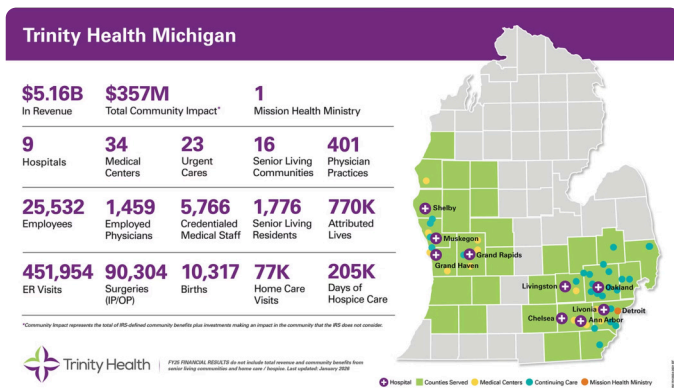 Trinity Health Michigan
$5.16B
In Revenue
$357M
Total Community Impact*
1
Mission Health Ministry
9
Hospitals
34
Medical
Centers
23
Urgent
Cares
16
Senior Living
Communities
401
Physician
Practices
25,532
Employees
1,459
Employed
Physicians
5,766
Credentialed
Medical Staff
1,776
Senior Living
Residents
770K
Attributed
Lives
451,954
ER Visits
90,304
Surgeries
(IP/OP)
10,317
Births
77K
Home Care
Visits
205K
Days of
Hospice Care
*Community Impact represents the total of IRS-defined community benefits plus investments making an impact in the community that the IRS does not consider.
Trinity Health
FY25 FINANCIAL RESULTS do not include total revenue and community benefits from
senior living communities and home care / hospice. Last updated: January 2026
Shelby
Muskegon
Grand Rapids
Grand Haven
Livingston
Oakland
Livonia
Detroit
Chelsea
Ann Arbor
Hospital
Counties Served
Medical Centers
Continuing Care
Mission Health Ministry